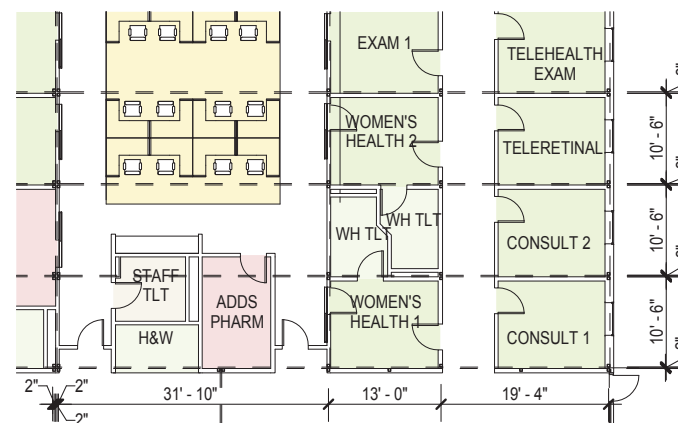 EXAM 1
TELEHEALTH
EXAM
WOMEN'S
HEALTH 2
TELERETINAL
10' - 6"
WH TLT
WH TLT
CONSULT 2
10' - 6"
STAFF
TLT
ADDS
PHARM
H&W
WOMEN'S
HEALTH 1
CONSULT 1
10' - 6"
2"
2"
2"
31' - 10"
13' - 0"
19' - 4"